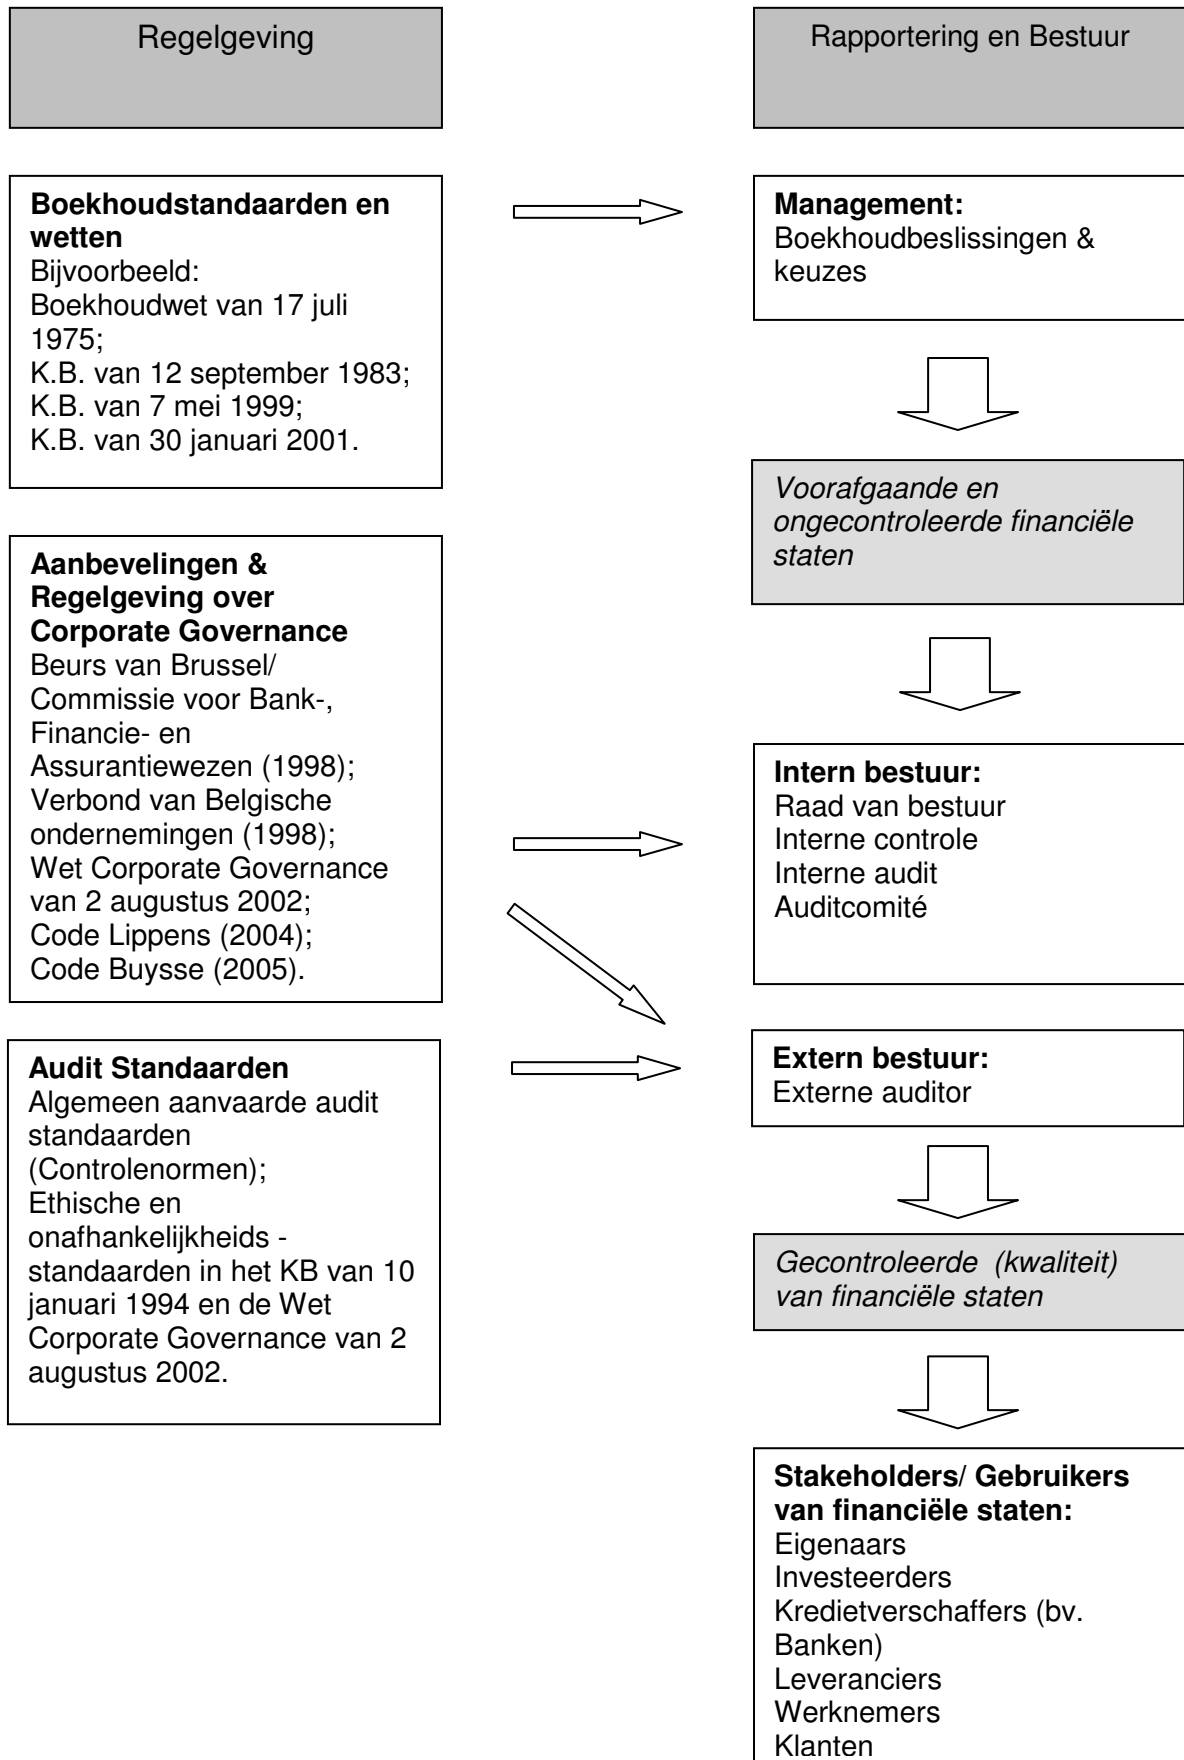 Regelgeving
Rapportering en Bestuur
Boekhoudstandaarden en
wetten
Bijvoorbeeld:
Boekhoudwet van 17 juli
1975;
K.B. van 12 september 1983;
K.B. van 7 mei 1999;
K.B. van 30 januari 2001.
Management:
Boekhoudbeslissingen &
keuzes
Voorafgaande en
ongecontroleerde financiële
staten
Aanbevelingen &
Regelgeving over
Corporate Governance
Beurs van Brussel/
Commissie voor Bank-,
Financie- en
Assurantiewezen (1998);
Verbond van Belgische
ondernemingen (1998);
Wet Corporate Governance
van 2 augustus 2002;
Code Lippens (2004);
Code Buysse (2005).
Intern bestuur:
Raad van bestuur
Interne controle
Interne audit
Auditcomité
Audit Standaarden
Algemeen aanvaarde audit
standaarden
(Controlenormen);
Ethische en
onafhankelijkheids -
standaarden in het KB van 10
januari 1994 en de Wet
Corporate Governance van 2
augustus 2002.
Extern bestuur:
Externe auditor
Gecontroleerde (kwaliteit)
van financiële staten
Stakeholders/ Gebruikers
van financiële staten:
Eigenaars
Investeerders
Kredietverschaffers (bv.
Banken)
Leveranciers
Werknemers
Klanten